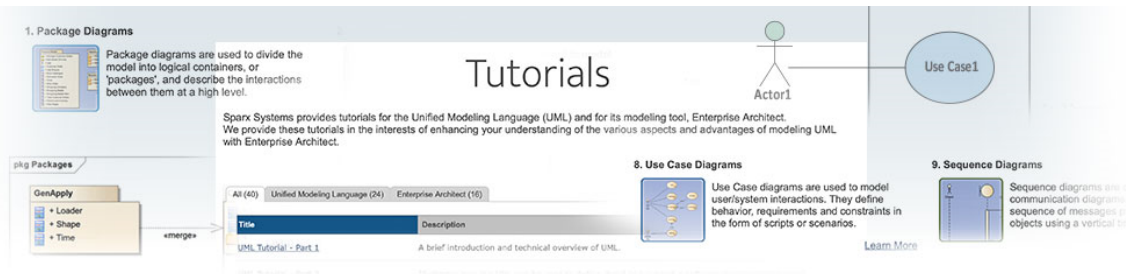 1. Package Diagrams
Package diagrams are used to divide the
model into logical containers, or
'packages', and describe the interactions
between them at a high level.
Tutorials
Actor1
Use Case1
Sparx Systems provides tutorials for the Unified Modeling Language (UML) and for its modeling tool, Enterprise Architect.
We provide these tutorials in the interests of enhancing your understanding of the various aspects and advantages of modeling UML
with Enterprise Architect.
pkg Packages
GenApply
+ Loader
+ Shape
+ Time
«merge»
All (40)
Unified Modeling Language (24)
Enterprise Architect (16)
Title
Description
UML Tutorial - Part 1
A brief introduction and technical overview of UML.
8. Use Case Diagrams
Use Case diagrams are used to model
user/system interactions. They define
behavior, requirements and constraints in
the form of scripts or scenarios.
Learn More
9. Sequence Diagrams
Sequence diagrams are
communication diagrams
sequence of messages
objects using a vertical